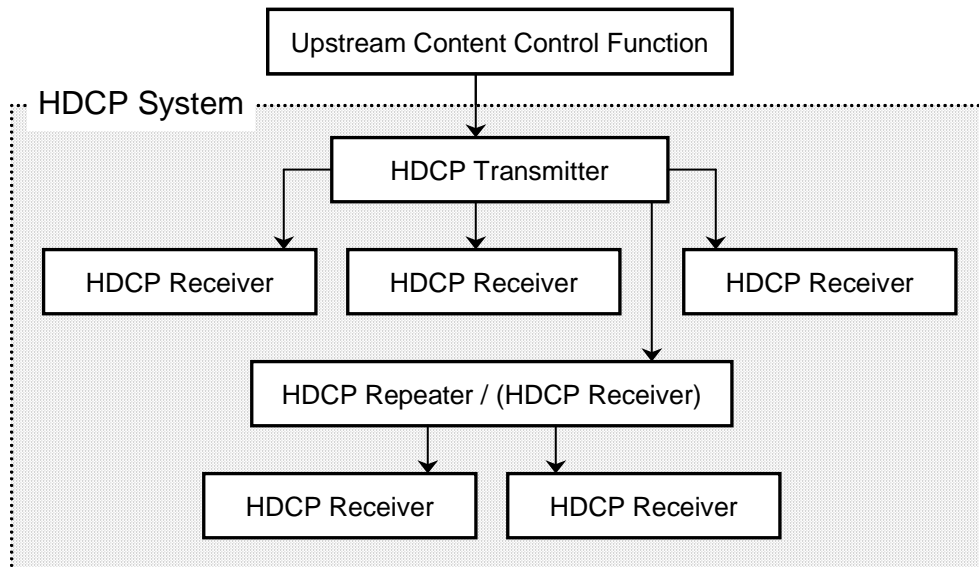 Upstream Content Control Function
HDCP System
HDCP Transmitter
HDCP Receiver
HDCP Receiver
HDCP Receiver
HDCP Repeater / (HDCP Receiver)
HDCP Receiver
HDCP Receiver